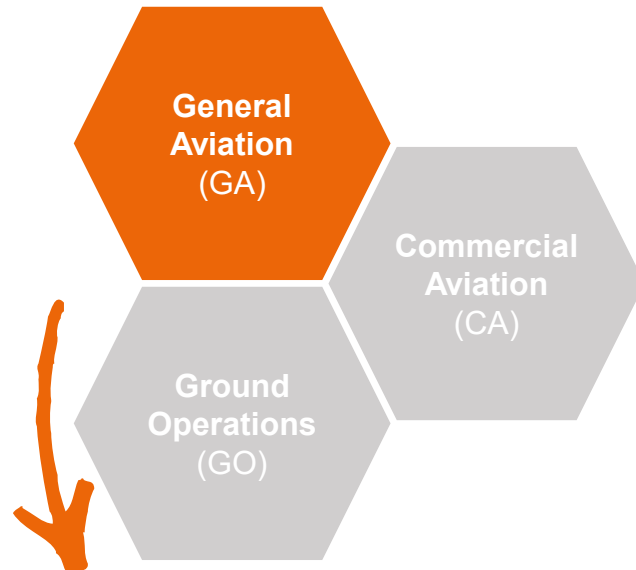 General
Aviation
(GA)
Commercial
Aviation
(CA)
Ground
Operations
(GO)